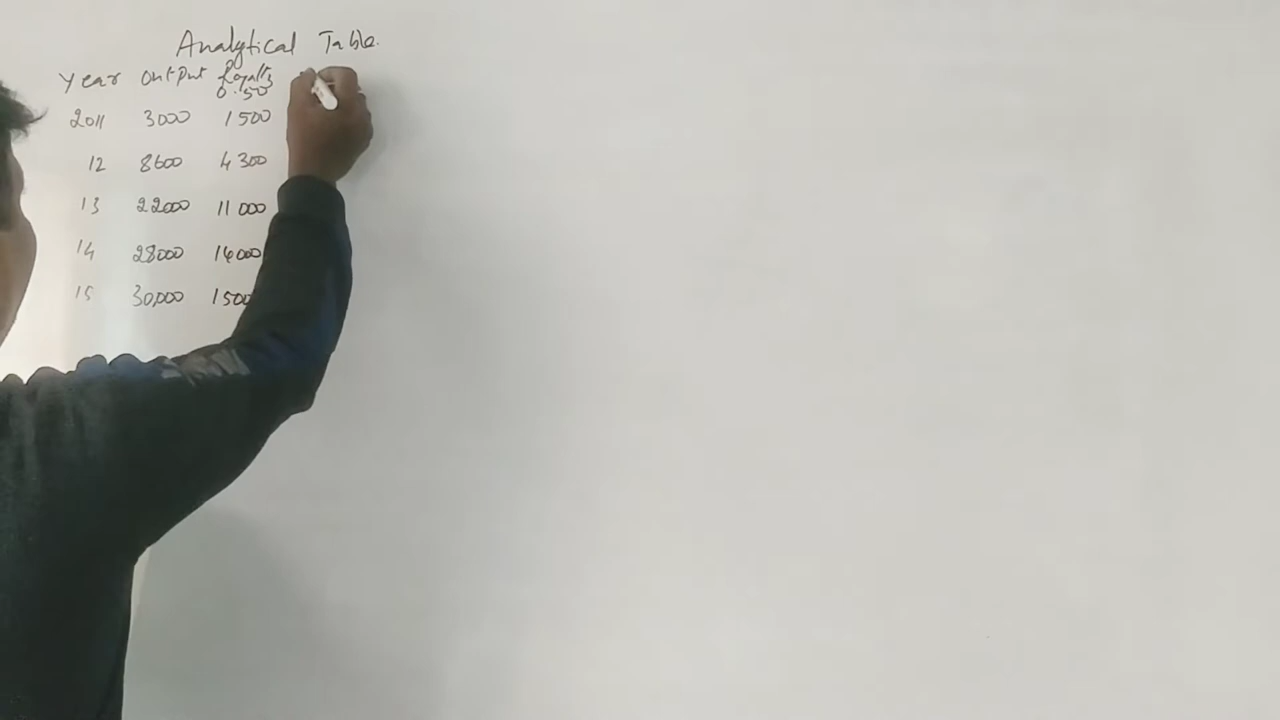 Analytical Table.
Year Output Royalty
0.50
2011 3000 1500
12 8600 4300
13 22000 11000
14 28000 14000
15 30,000 1500